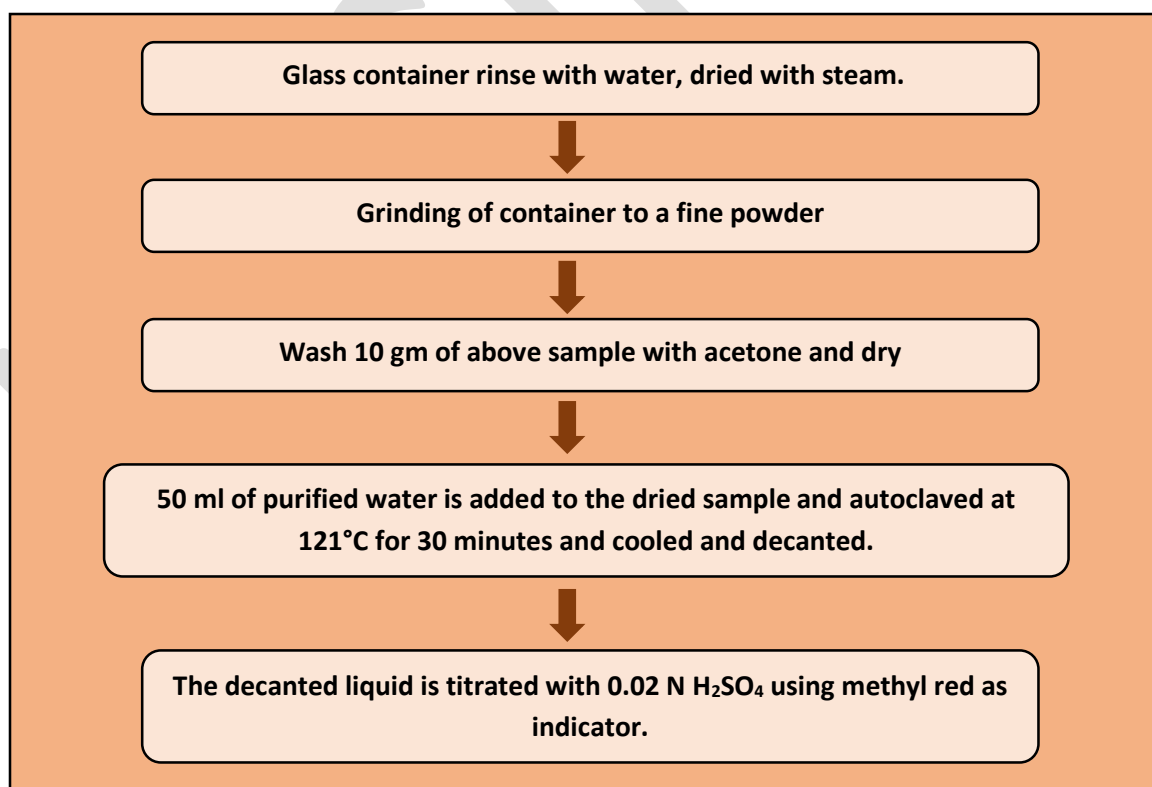 Glass container rinse with water, dried with steam.
Grinding of container to a fine powder
Wash 10 gm of above sample with acetone and dry
50 ml of purified water is added to the dried sample and autoclaved at
121°C for 30 minutes and cooled and decanted.
The decanted liquid is titrated with 0.02 N H₂SO₄ using methyl red as
indicator.